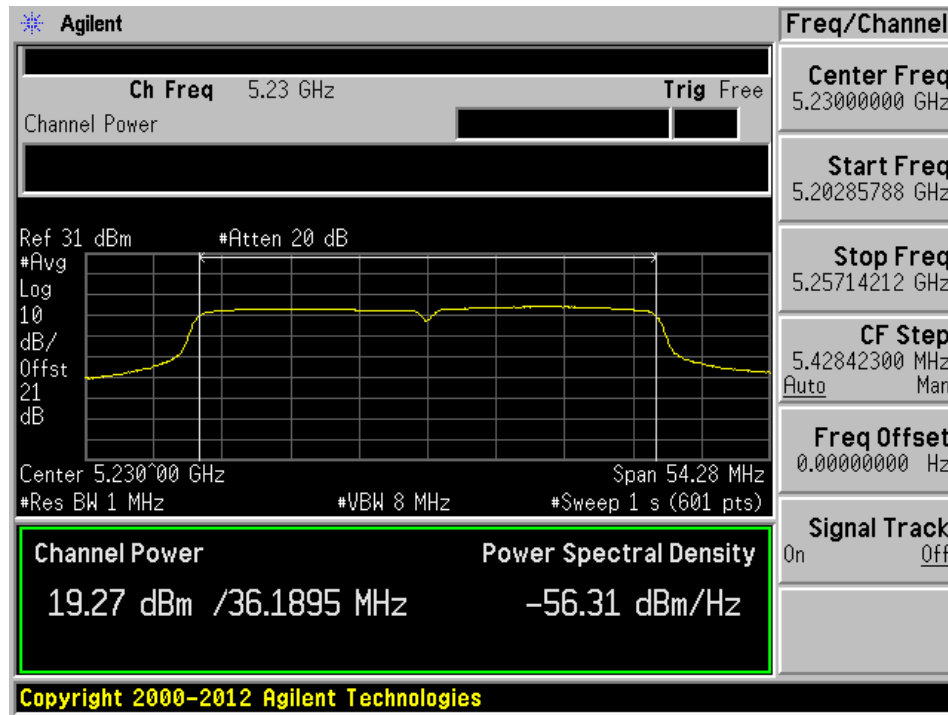 Agilent
Freq/Channel
Ch Freq 5.23 GHz Trig Free
Channel Power
Center Freq
5.23000000 GHz
Start Freq
5.20285788 GHz
Stop Freq
5.25714212 GHz
CF Step
5.42842300 MHz
Auto Man
Freq Offset
0.00000000 Hz
Signal Track
On Off
Ref 31 dBm #Atten 20 dB
#Avg
Log
10
dB/
Offst
21
dB
Center 5.230^00 GHz Span 54.28 MHz
#Res BW 1 MHz #VBW 8 MHz #Sweep 1 s (601 pts)
Channel Power Power Spectral Density
19.27 dBm /36.1895 MHz -56.31 dBm/Hz
Copyright 2000-2012 Agilent Technologies